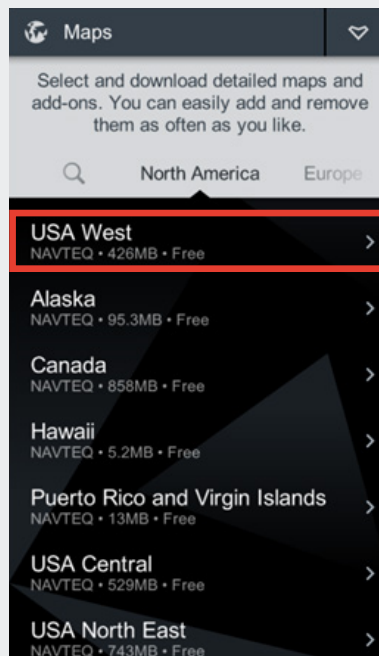 Maps
Select and download detailed maps and
add-ons. You can easily add and remove
them as often as you like.
North America Europe
USA West
NAVTEQ • 426MB • Free
Alaska
NAVTEQ • 95.3MB • Free
Canada
NAVTEQ • 858MB • Free
Hawaii
NAVTEQ • 5.2MB • Free
Puerto Rico and Virgin Islands
NAVTEQ • 13MB • Free
USA Central
NAVTEQ • 529MB • Free
USA North East
NAVTEQ • 743MB • Free